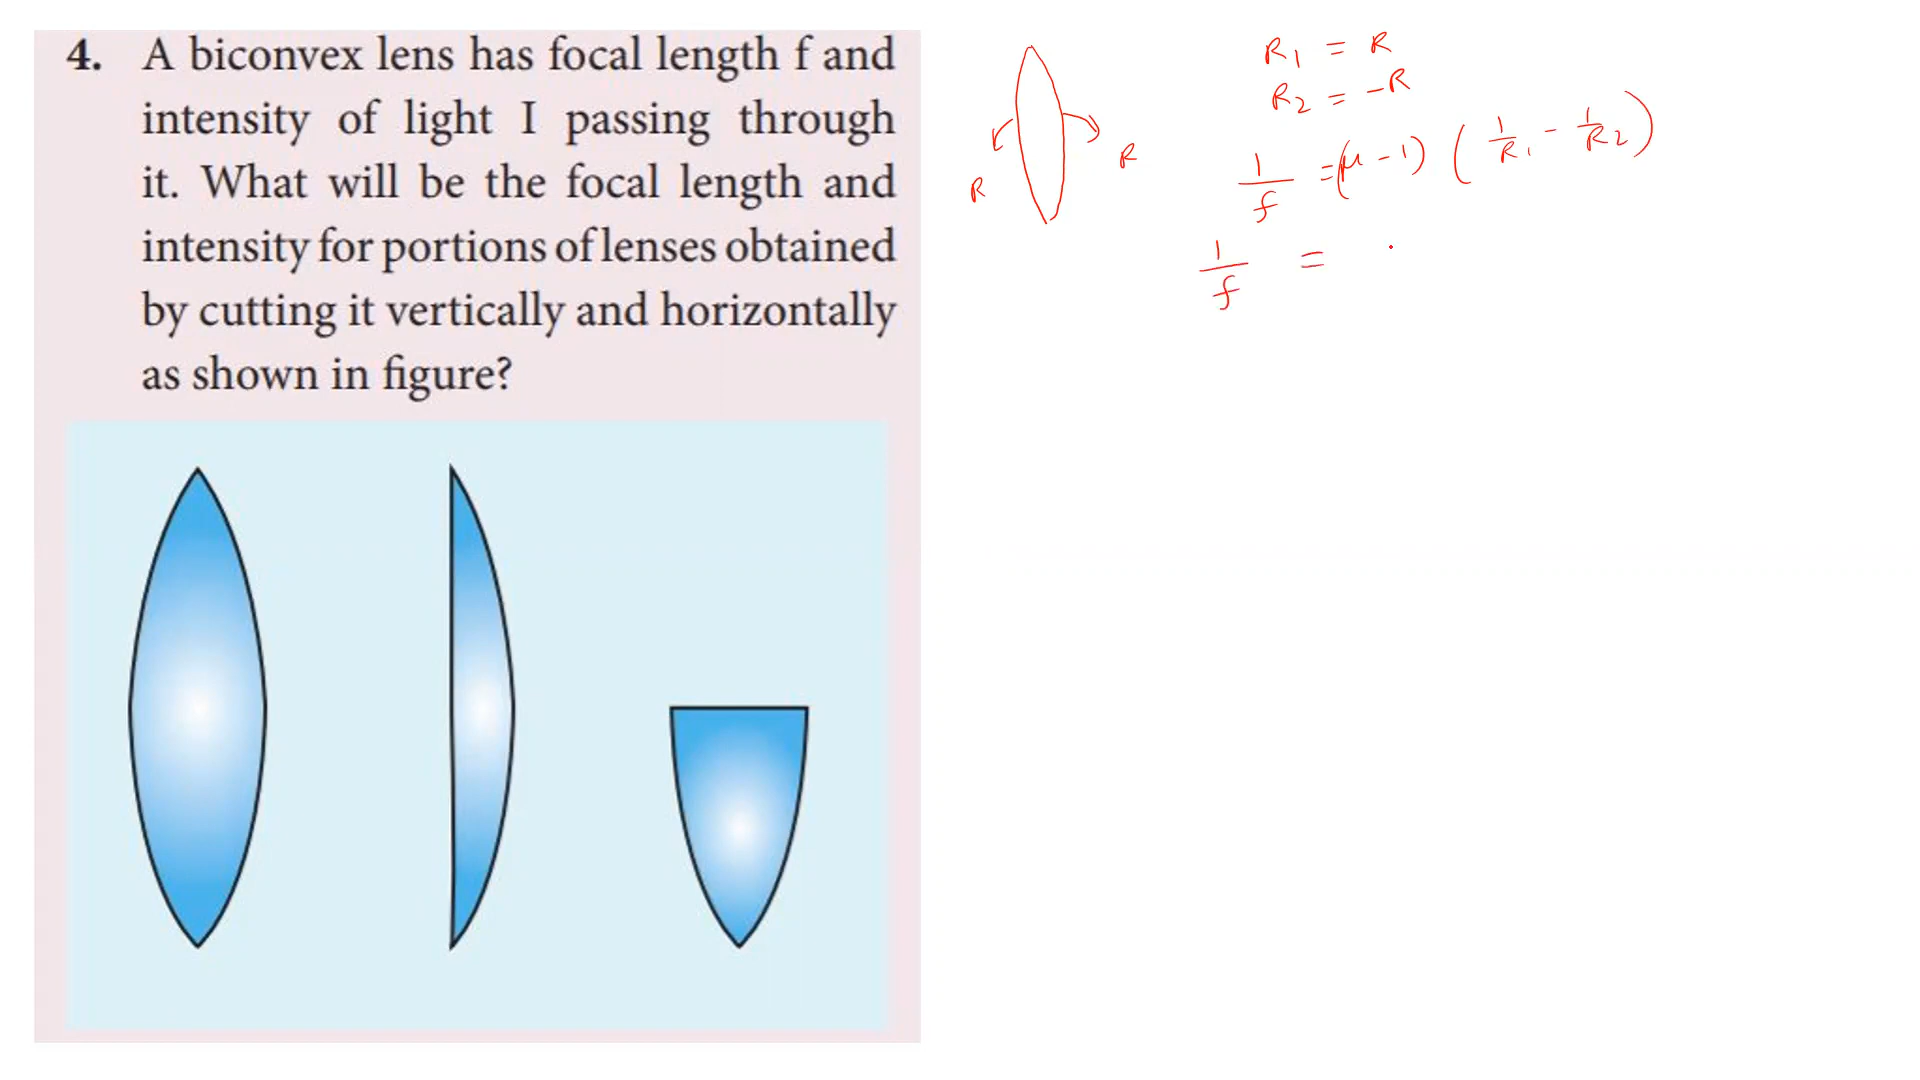 4. A biconvex lens has focal length f and
intensity of light I passing through
it. What will be the focal length and
intensity for portions of lenses obtained
by cutting it vertically and horizontally
as shown in figure?
R
R
R1 = R
R2 = -R
1/f = (μ - 1) (1/R1 - 1/R2)
1/f =